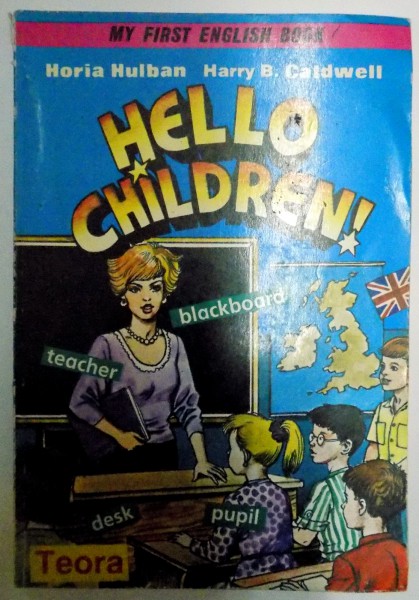 MY FIRST ENGLISH BOOK
Horia Hulban Harry B. Caldwell
HELLO
CHILDREN!
blackboard
teacher
desk
pupil
Teora